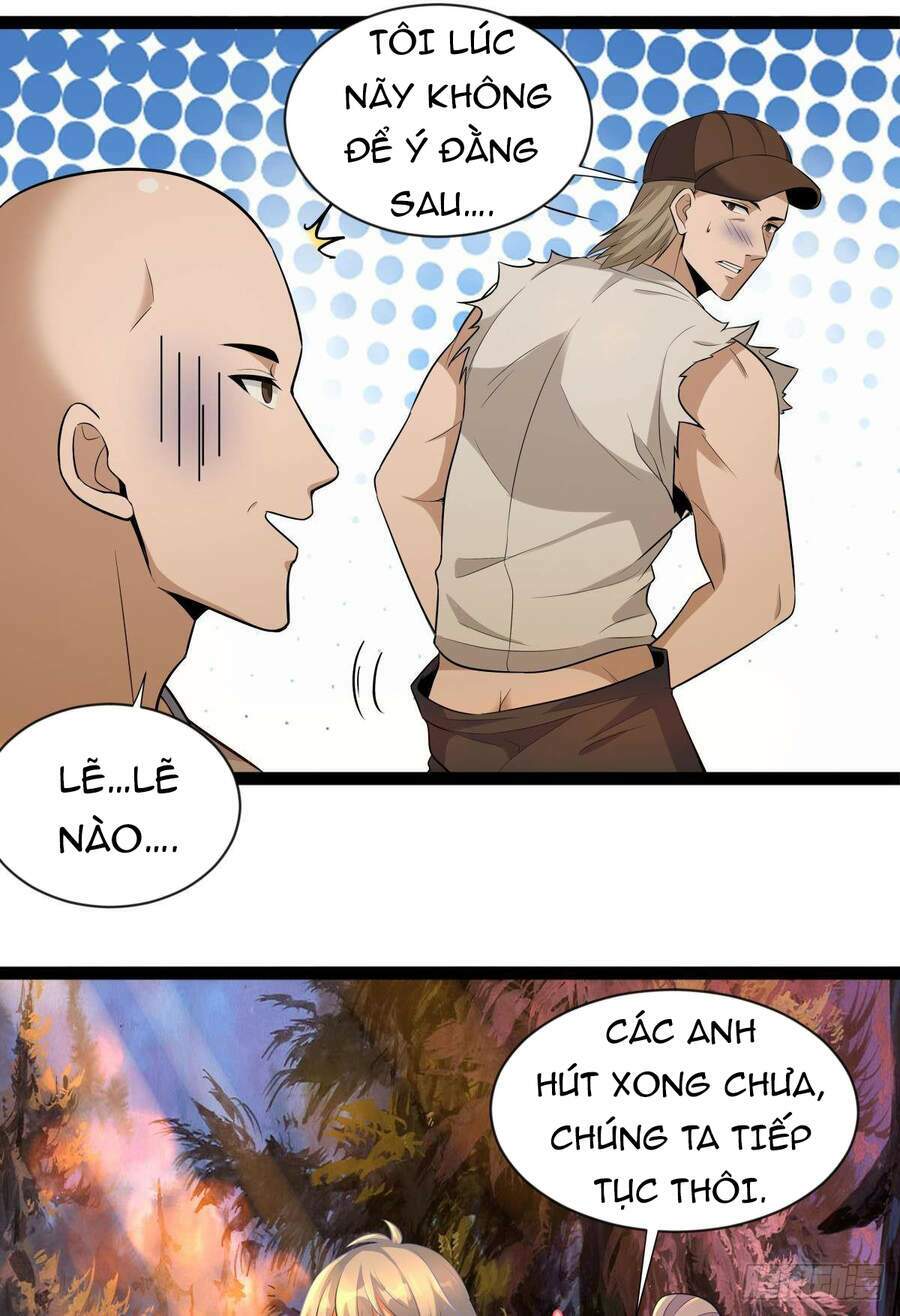 TÔI LÚC
NÃY KHÔNG
ĐỂ Ý ĐẰNG
SAU....
LẼ...LẼ
NÀO....
CÁC ANH
HÚT XONG CHƯA,
CHÚNG TA TIẾP
TỤC THÔI.